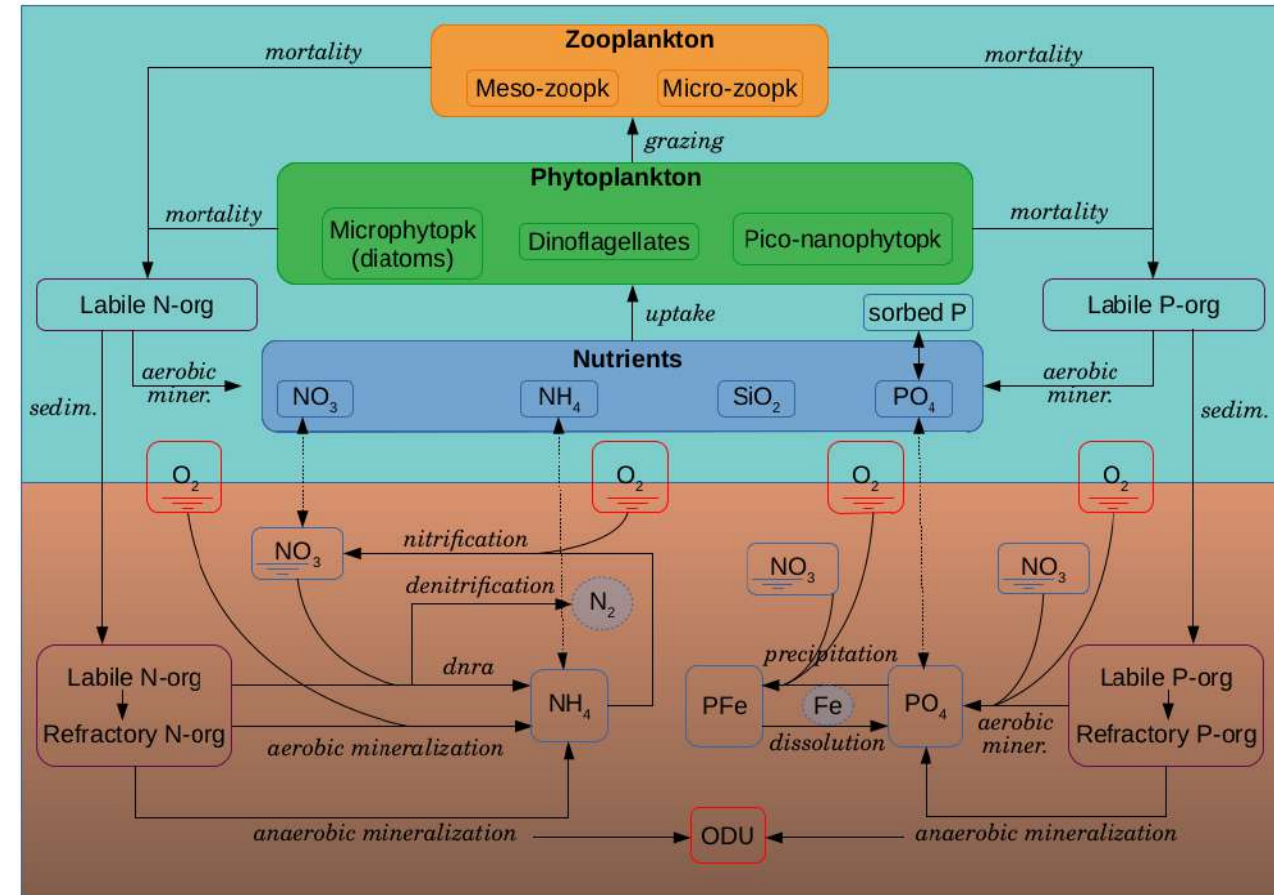 Zooplankton
mortality
mortality
Meso-zoopk
Micro-zoopk
grazing
Phytoplankton
mortality
mortality
Microphytopk
(diatoms)
Dinoflagellates
Pico-nanophytopk
Labile N-org
uptake
sorbed P
Labile P-org
Nutrients
aerobic
miner.
aerobic
miner.
NO₃
NH₄
SiO₂
PO₄
sedim.
sedim.
O₂
O₂
O₂
O₂
nitrification
NO₃
NO₃
NO₃
denitrification
N₂
precipitation
dnra
Labile N-org
Refractory N-org
NH₄
PFe
Fe
PO₄
Labile P-org
Refractory P-org
aerobic mineralization
dissolution
aerobic
miner.
anaerobic mineralization
ODU
anaerobic mineralization